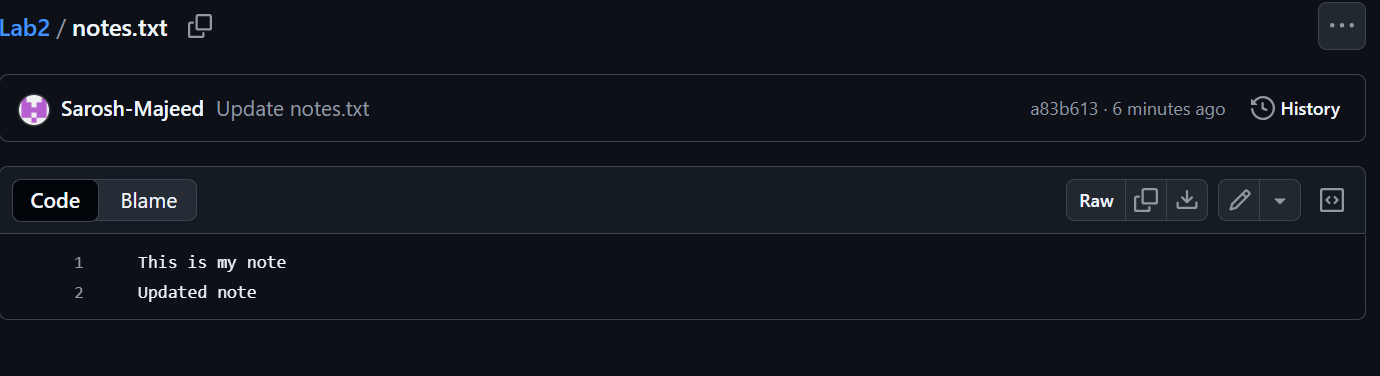 Lab2 / notes.txt
Sarosh-Majeed Update notes.txt a83b613 · 6 minutes ago History
Code Blame Raw
1 This is my note
2 Updated note